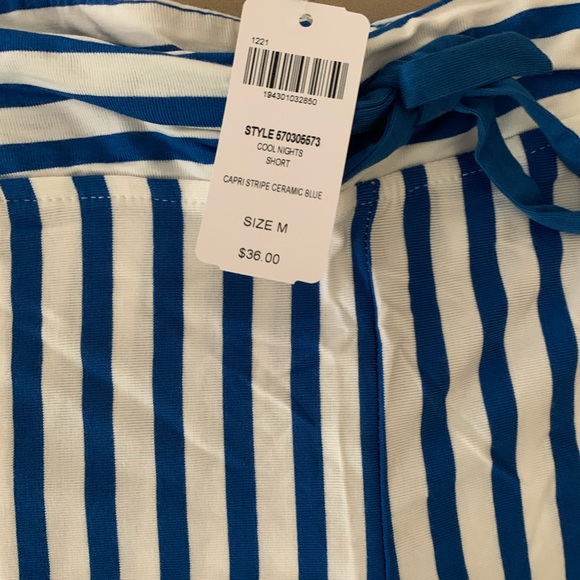 1221
194301032850
STYLE 570305573
COOL NIGHTS
SHORT
CAPRI STRIPE CERAMIC BLUE
SIZE M
$36.00